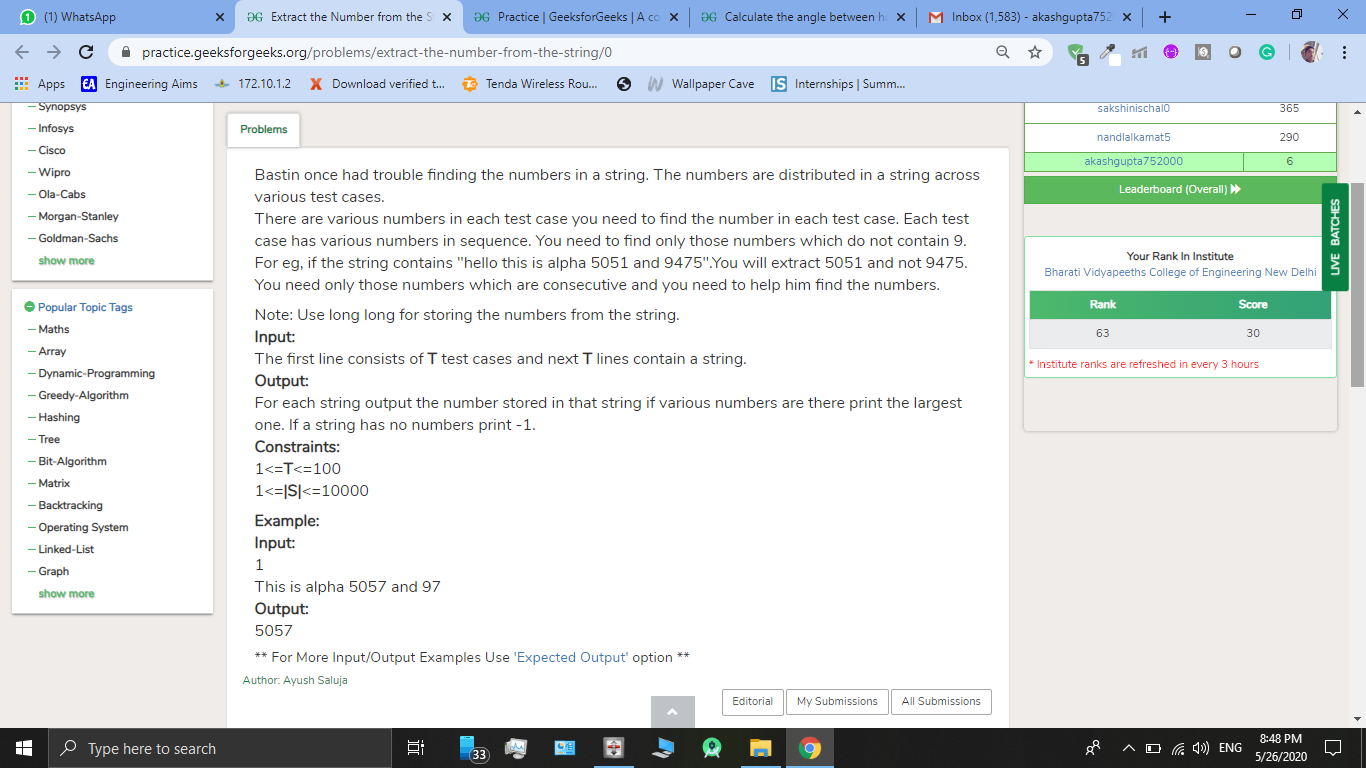 (1) WhatsApp
Extract the Number from the S
Practice | GeeksforGeeks | A co
Calculate the angle between h
Inbox (1,583) - akashgupta752
practice.geeksforgeeks.org/problems/extract-the-number-from-the-string/0
5
Apps
Engineering Aims
172.10.1.2
Download verified t...
Tenda Wireless Rou...
Wallpaper Cave
Internships | Summ...
Synopsys
Infosys
Cisco
Wipro
Ola-Cabs
Morgan-Stanley
Goldman-Sachs
show more
Popular Topic Tags
Maths
Array
Dynamic-Programming
Greedy-Algorithm
Hashing
Tree
Bit-Algorithm
Matrix
Backtracking
Operating System
Linked-List
Graph
show more
Problems
Bastin once had trouble finding the numbers in a string. The numbers are distributed in a string across
various test cases.
There are various numbers in each test case you need to find the number in each test case. Each test
case has various numbers in sequence. You need to find only those numbers which do not contain 9.
For eg, if the string contains "hello this is alpha 5051 and 9475".You will extract 5051 and not 9475.
You need only those numbers which are consecutive and you need to help him find the numbers.
Note: Use long long for storing the numbers from the string.
Input:
The first line consists of T test cases and next T lines contain a string.
Output:
For each string output the number stored in that string if various numbers are there print the largest
one. If a string has no numbers print -1.
Constraints:
1<=T<=100
1<=|S|<=10000
Example:
Input:
1
This is alpha 5057 and 97
Output:
5057
** For More Input/Output Examples Use 'Expected Output' option **
Author: Ayush Saluja
Editorial
My Submissions
All Submissions
sakshinischal0 365
nandlalkamat5 290
akashgupta752000 6
Leaderboard (Overall)
LIVE BATCHES
Your Rank In Institute
Bharati Vidyapeeths College of Engineering New Delhi
Rank Score
63 30
* Institute ranks are refreshed in every 3 hours
Type here to search
33
ENG
8:48 PM
5/26/2020